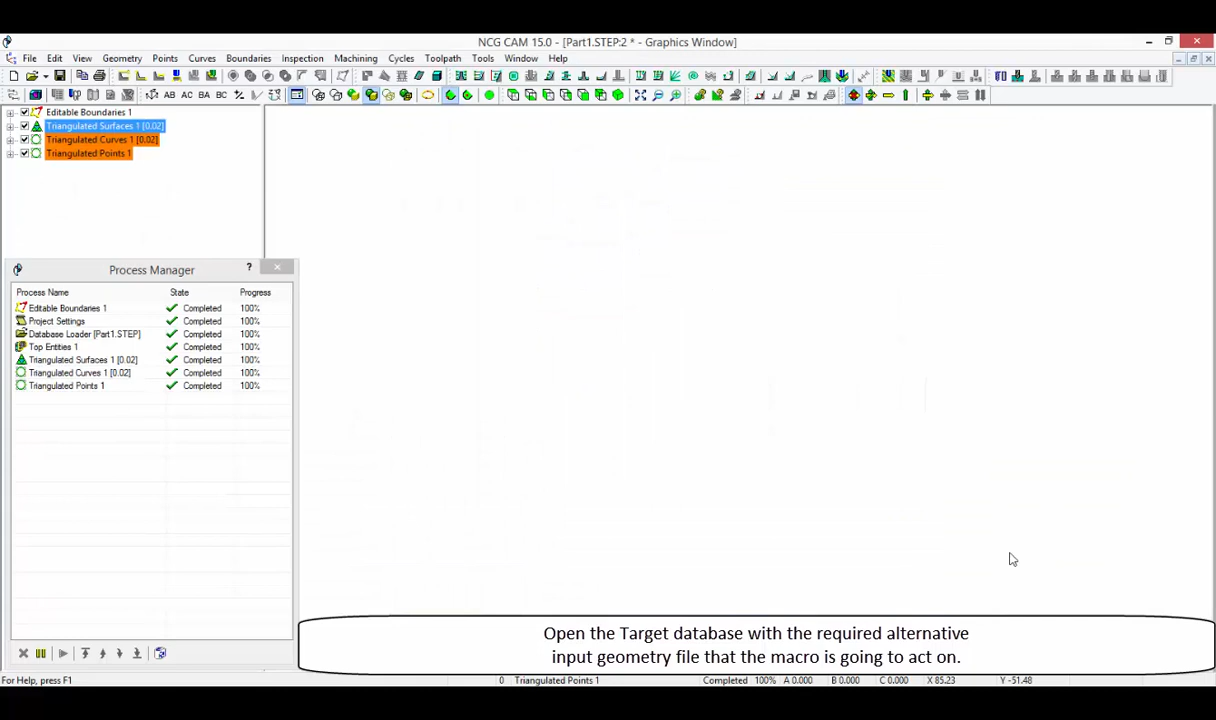 NCG CAM 15.0 - [Part1.STEP:2 * - Graphics Window]
File Edit View Geometry Points Curves Boundaries Inspection Machining Cycles Toolpath Tools Window Help
AB AC BA BC
Editable Boundaries 1
Triangulated Surfaces 1 [0.02]
Triangulated Curves 1 [0.02]
Triangulated Points 1
Process Manager ?
Process Name State Progress
Editable Boundaries 1 Completed 100%
Project Settings Completed 100%
Database Loader [Part1.STEP] Completed 100%
Top Entities 1 Completed 100%
Triangulated Surfaces 1 [0.02] Completed 100%
Triangulated Curves 1 [0.02] Completed 100%
Triangulated Points 1 Completed 100%
Open the Target database with the required alternative
input geometry file that the macro is going to act on.
For Help, press F1 0 Triangulated Points 1 Completed 100% A 0.000 B 0.000 C 0.000 X 85.23 Y -51.48